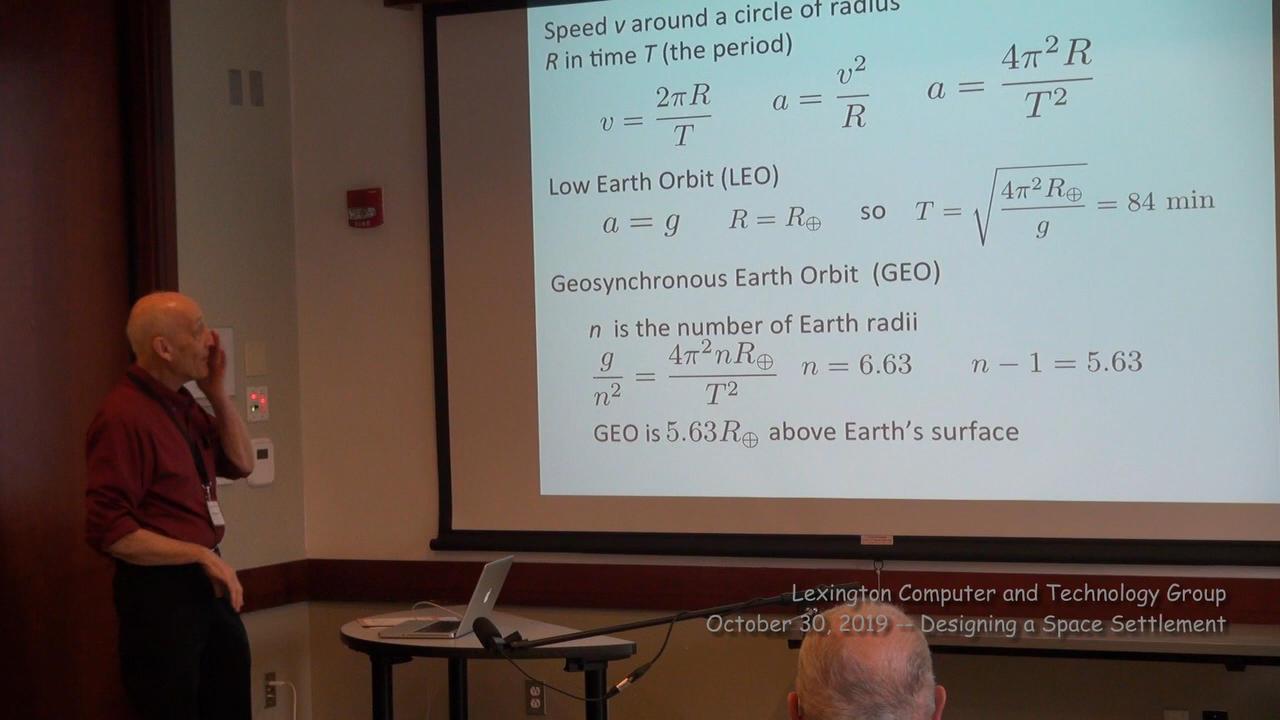 Speed v around a circle of radius
R in time T (the period)
v = 2πR / T a = v² / R a = 4π²R / T²
Low Earth Orbit (LEO)
a = g R = R⊕ so T = √(4π²R⊕ / g) = 84 min
Geosynchronous Earth Orbit (GEO)
n is the number of Earth radii
g / n² = 4π²nR⊕ / T² n = 6.63 n − 1 = 5.63
GEO is 5.63R⊕ above Earth's surface
Lexington Computer and Technology Group
October 30, 2019 -- Designing a Space Settlement